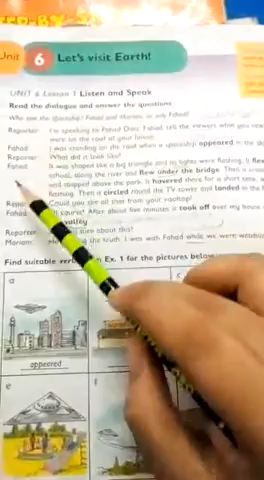 Unit 6 Let's visit Earth!
UNIT 6 Lesson 1 Listen and Speak
Read the dialogue and answer the questions
Who saw the spaceship? Fahad and Mariam, or only Fahad?
Reporter: I'm speaking to Fahad Omar. Fahad, tell the viewers what you saw
were on the roof of your house.
Fahad: I was standing on the roof when a spaceship appeared in the
Reporter: What did it look like?
Fahad: It was shaped like a big triangle and its lights were flashing. It flew
school, along the river and flew under the bridge. Then it
and stopped above the park. It hovered there for a short time,
flashing. Then it circled round the TV tower and landed in the
Could you see all that from your rooftop?
Fahad: course! After about five minutes it took off over my house
valley.
Reporter: sure about this?
Mariam: the truth. I was with Fahad while we were
Find suitable in Ex. 1 for the pictures below
a
appeared
e
f